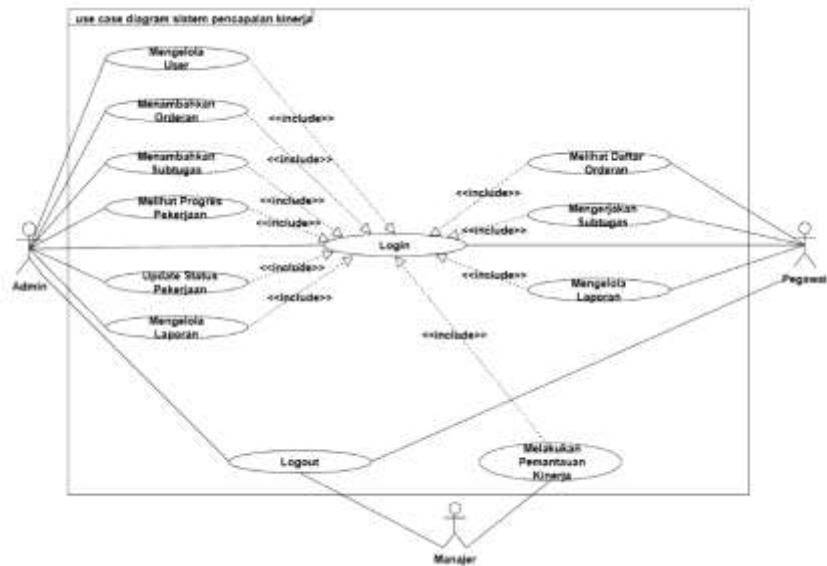 use case diagram sistem pencapaian kinerja
Mengelola
User
Menambahkan
Orderan
<<include>>
<<include>>
Menambahkan
Subtugas
<<include>>
Melihat Progres
Pekerjaan
<<include>>
Login
Admin
Update Status
Pekerjaan
<<include>>
Mengelola
Laporan
<<include>>
Melihat Daftar
Orderan
<<include>>
Mengerjakan
Subtugas
<<include>>
Mengelola
Laporan
<<include>>
Pegawai
<<include>>
Logout
Melakukan
Pemantauan
Kinerja
Manajer